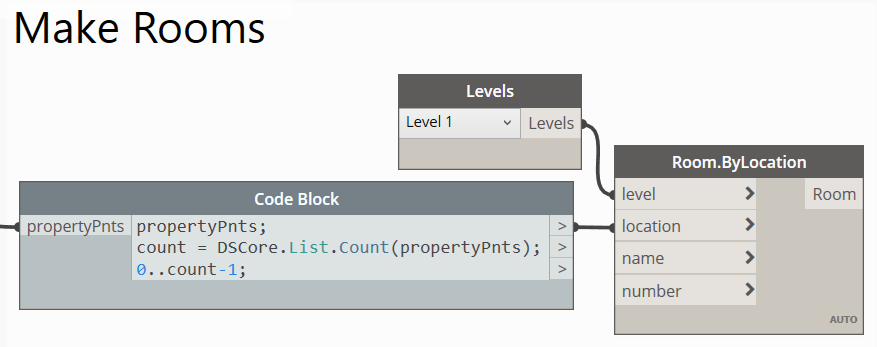 Make Rooms
Levels
Level 1
Levels
Room.ByLocation
level >
Room
location >
name >
number >
AUTO
Code Block
propertyPnts
propertyPnts; >
count = DSCore.List.Count(propertyPnts); >
0..count-1; >